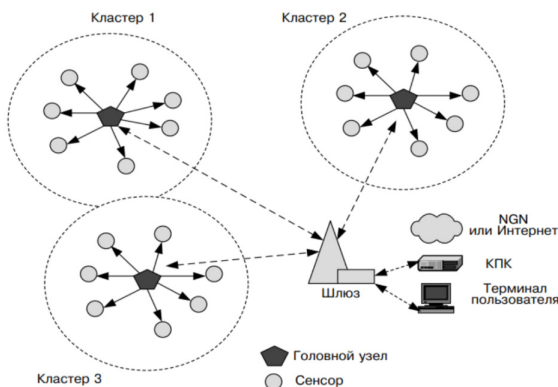 Кластер 1
Кластер 2
NGN
или Интернет
КПК
Шлюз
Терминал
пользователя
Кластер 3
Головной узел
Сенсор